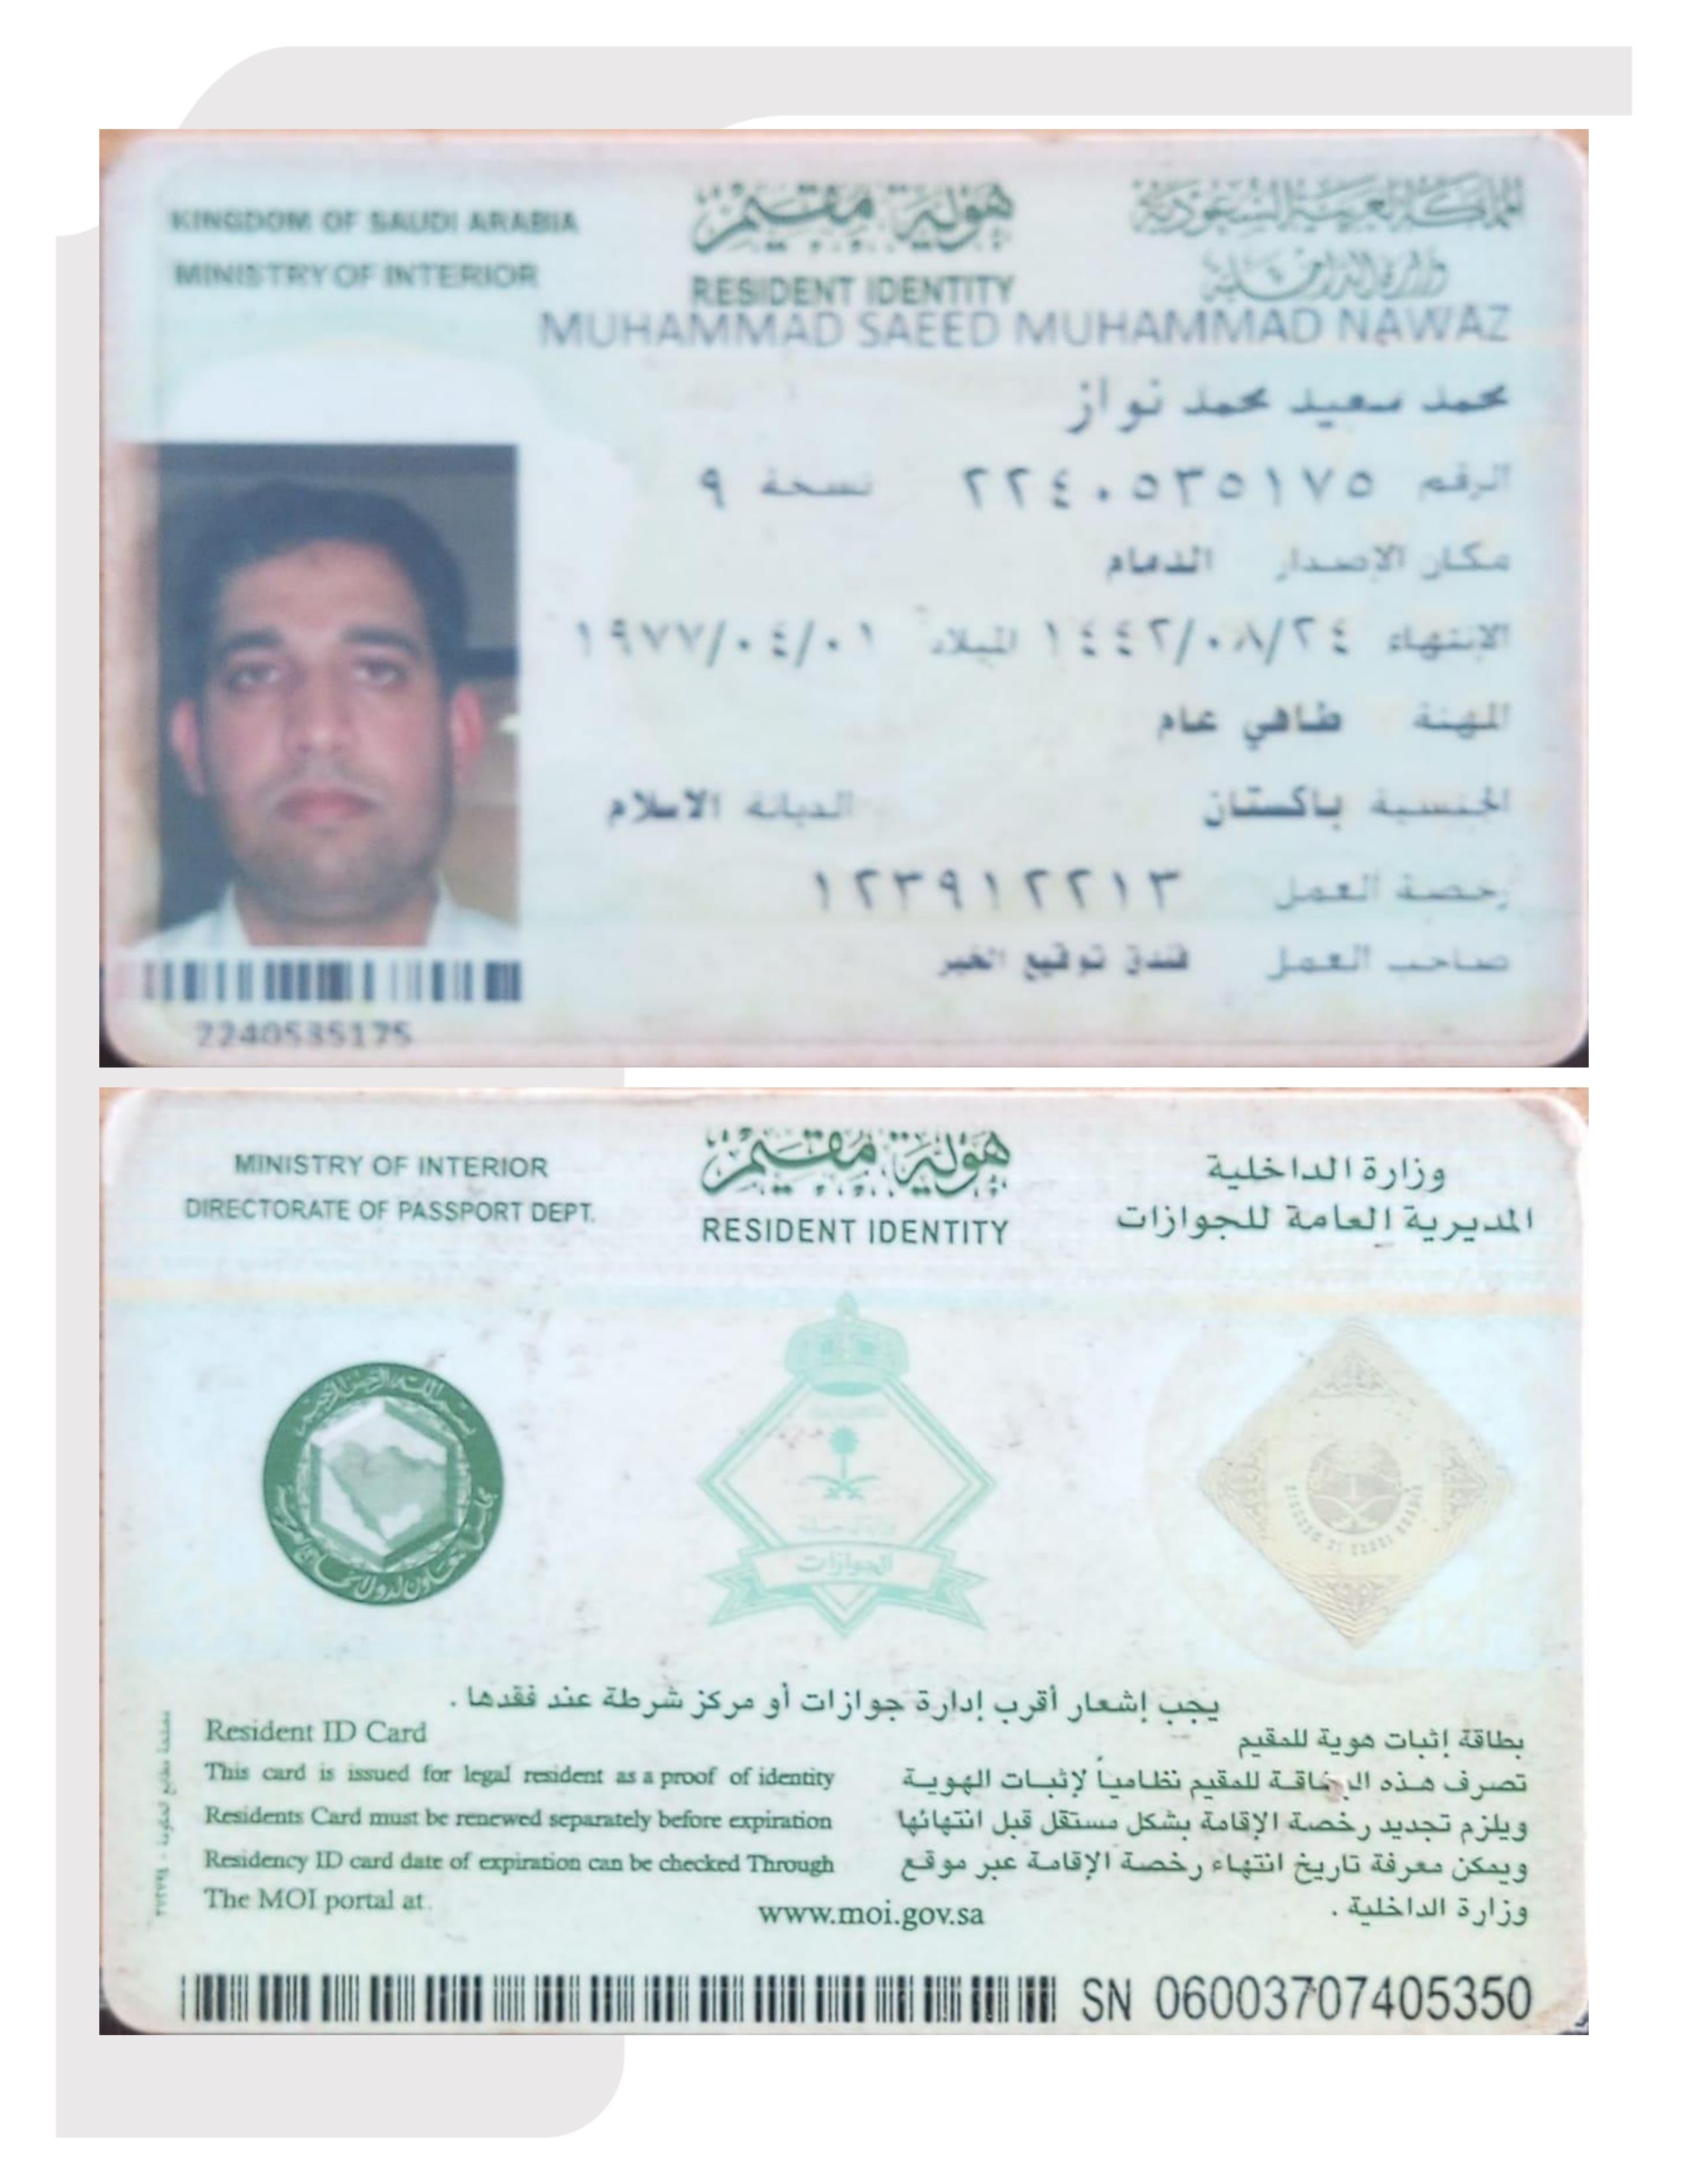 KINGDOM OF SAUDI ARABIA
MINISTRY OF INTERIOR
هوية مقيم
RESIDENT IDENTITY
المملكة العربية السعودية
وزارة الداخلية
MUHAMMAD SAEED MUHAMMAD NAWAZ
محمد سعيد محمد نواز
الرقم ٢٢٤٠٥٣٥١٧٥ نسخة ٩
مكان الإصدار الدمام
الانتهاء ١٤٤٢/٠٨/٢٤ الميلاد ١٩٧٧/٠٤/٠١
المهنة طاهي عام
الجنسية باكستان الديانة الاسلام
رخصة العمل ١٢٣٩١٢٢١٣
صاحب العمل فندق توقيع الخبر
2240535175
MINISTRY OF INTERIOR
DIRECTORATE OF PASSPORT DEPT.
هوية مقيم
RESIDENT IDENTITY
وزارة الداخلية
المديرية العامة للجوازات
الجوازات
يجب إشعار أقرب إدارة جوازات أو مركز شرطة عند فقدها .
Resident ID Card
This card is issued for legal resident as a proof of identity
Residents Card must be renewed separately before expiration
Residency ID card date of expiration can be checked Through
The MOI portal at
www.moi.gov.sa
بطاقة إثبات هوية للمقيم
تصرف هذه البطاقة للمقيم نظامياً لإثبات الهوية
ويلزم تجديد رخصة الإقامة بشكل مستقل قبل انتهائها
ويمكن معرفة تاريخ انتهاء رخصة الإقامة عبر موقع
وزارة الداخلية .
SN 06003707405350